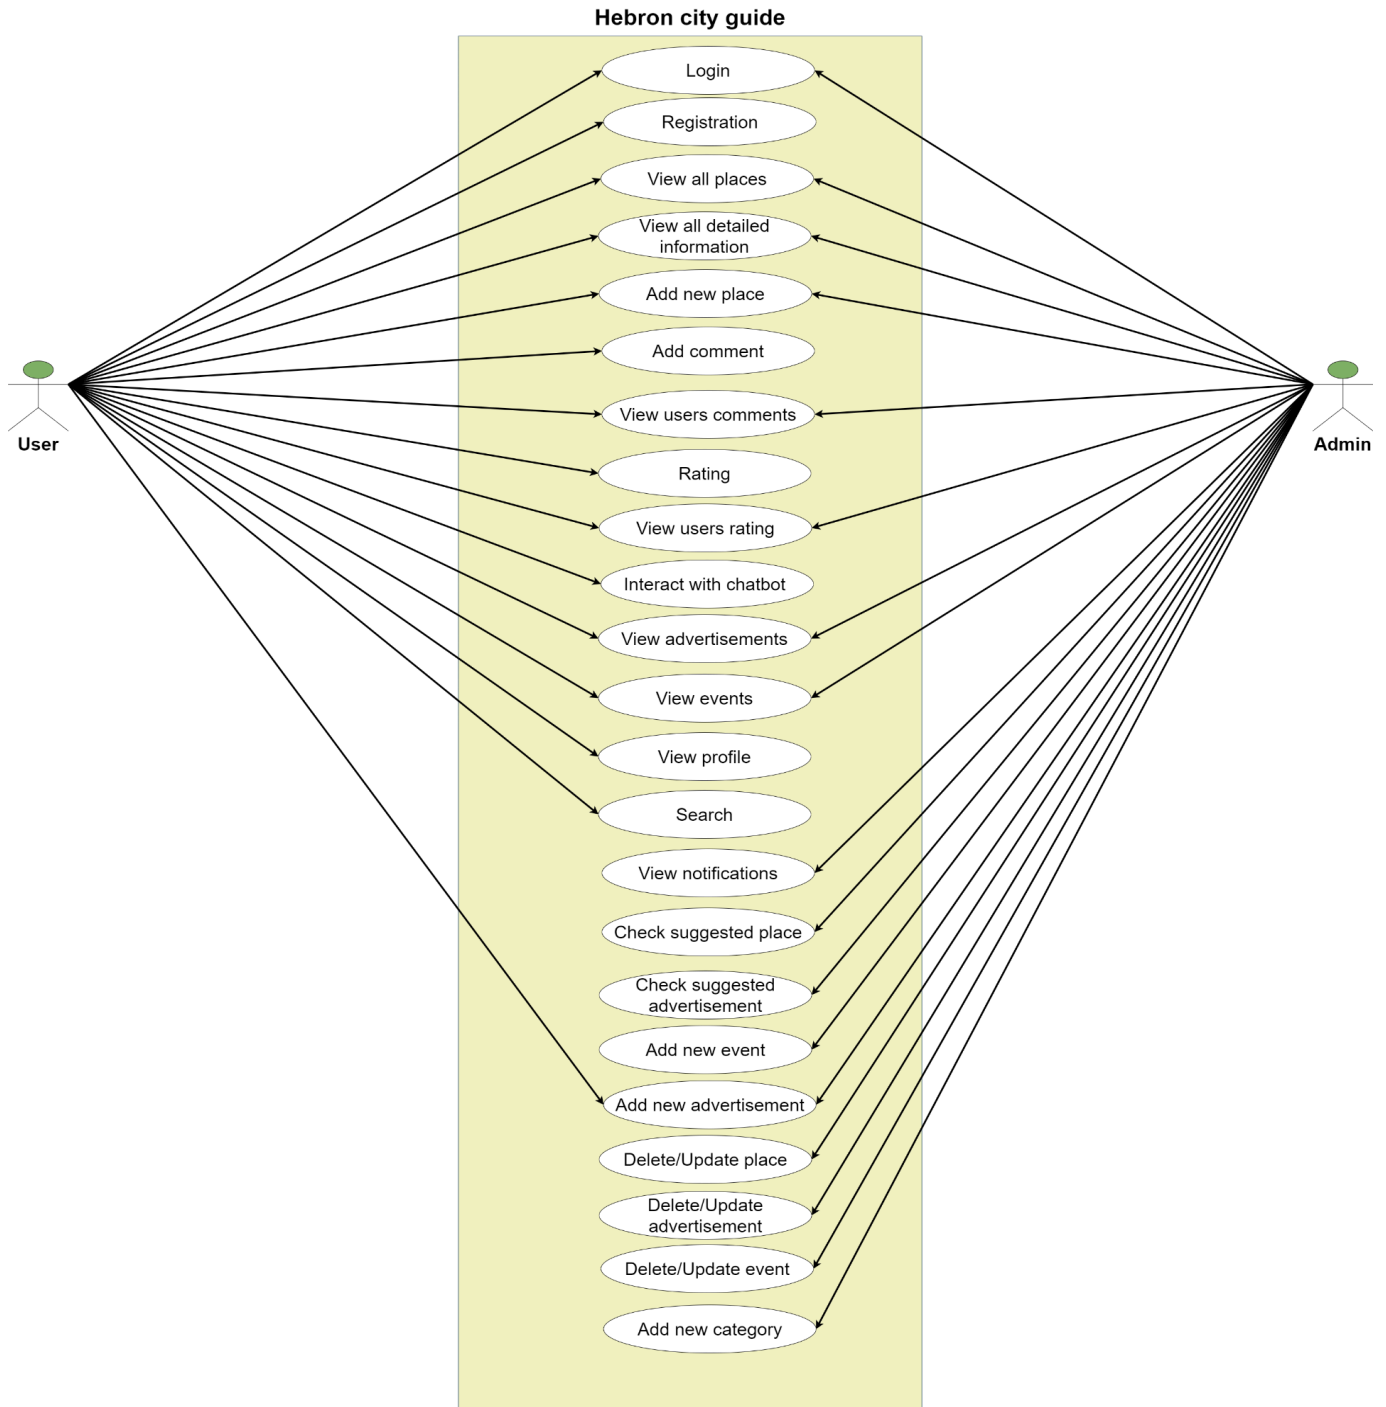 Hebron city guide
Login
Registration
View all places
View all detailed
information
Add new place
Add comment
View users comments
User
Admin
Rating
View users rating
Interact with chatbot
View advertisements
View events
View profile
Search
View notifications
Check suggested place
Check suggested
advertisement
Add new event
Add new advertisement
Delete/Update place
Delete/Update
advertisement
Delete/Update event
Add new category